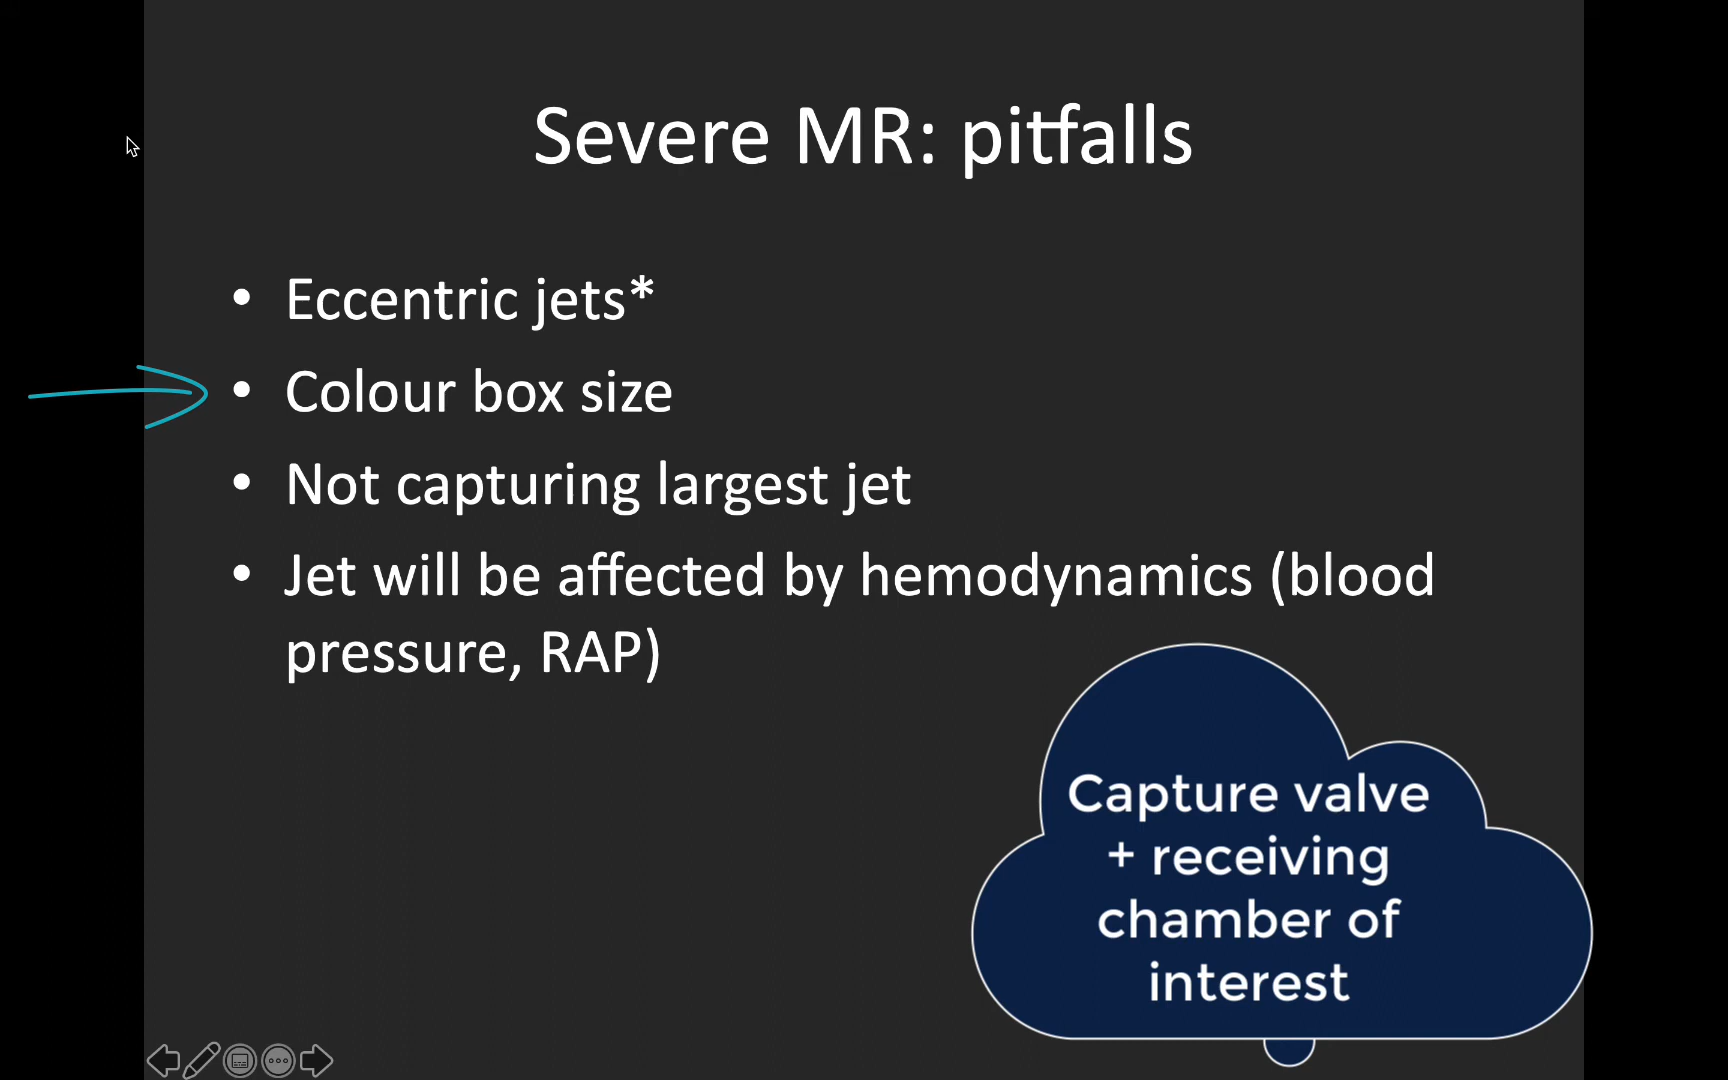 Severe MR: pitfalls
• Eccentric jets*
• Colour box size
• Not capturing largest jet
• Jet will be affected by hemodynamics (blood
pressure, RAP)
Capture valve
+ receiving
chamber of
interest